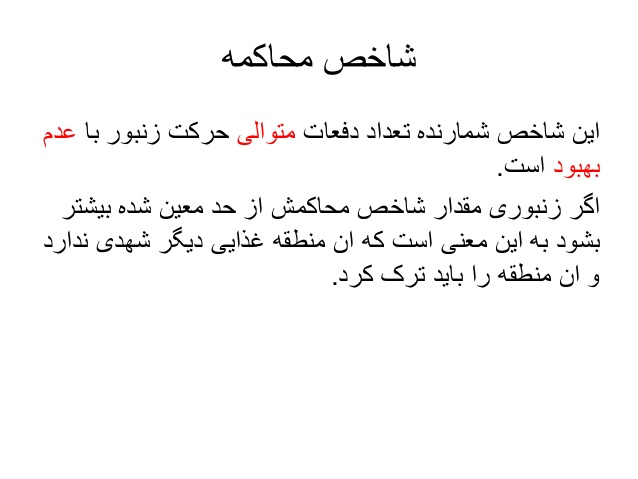 شاخص محاکمه
این شاخص شمارنده تعداد دفعات متوالی حرکت زنبور با عدم
بهبود است.
اگر زنبوری مقدار شاخص محاکمش از حد معین شده بیشتر
بشود به این معنی است که ان منطقه غذایی دیگر شهدی ندارد
و ان منطقه را باید ترک کرد.